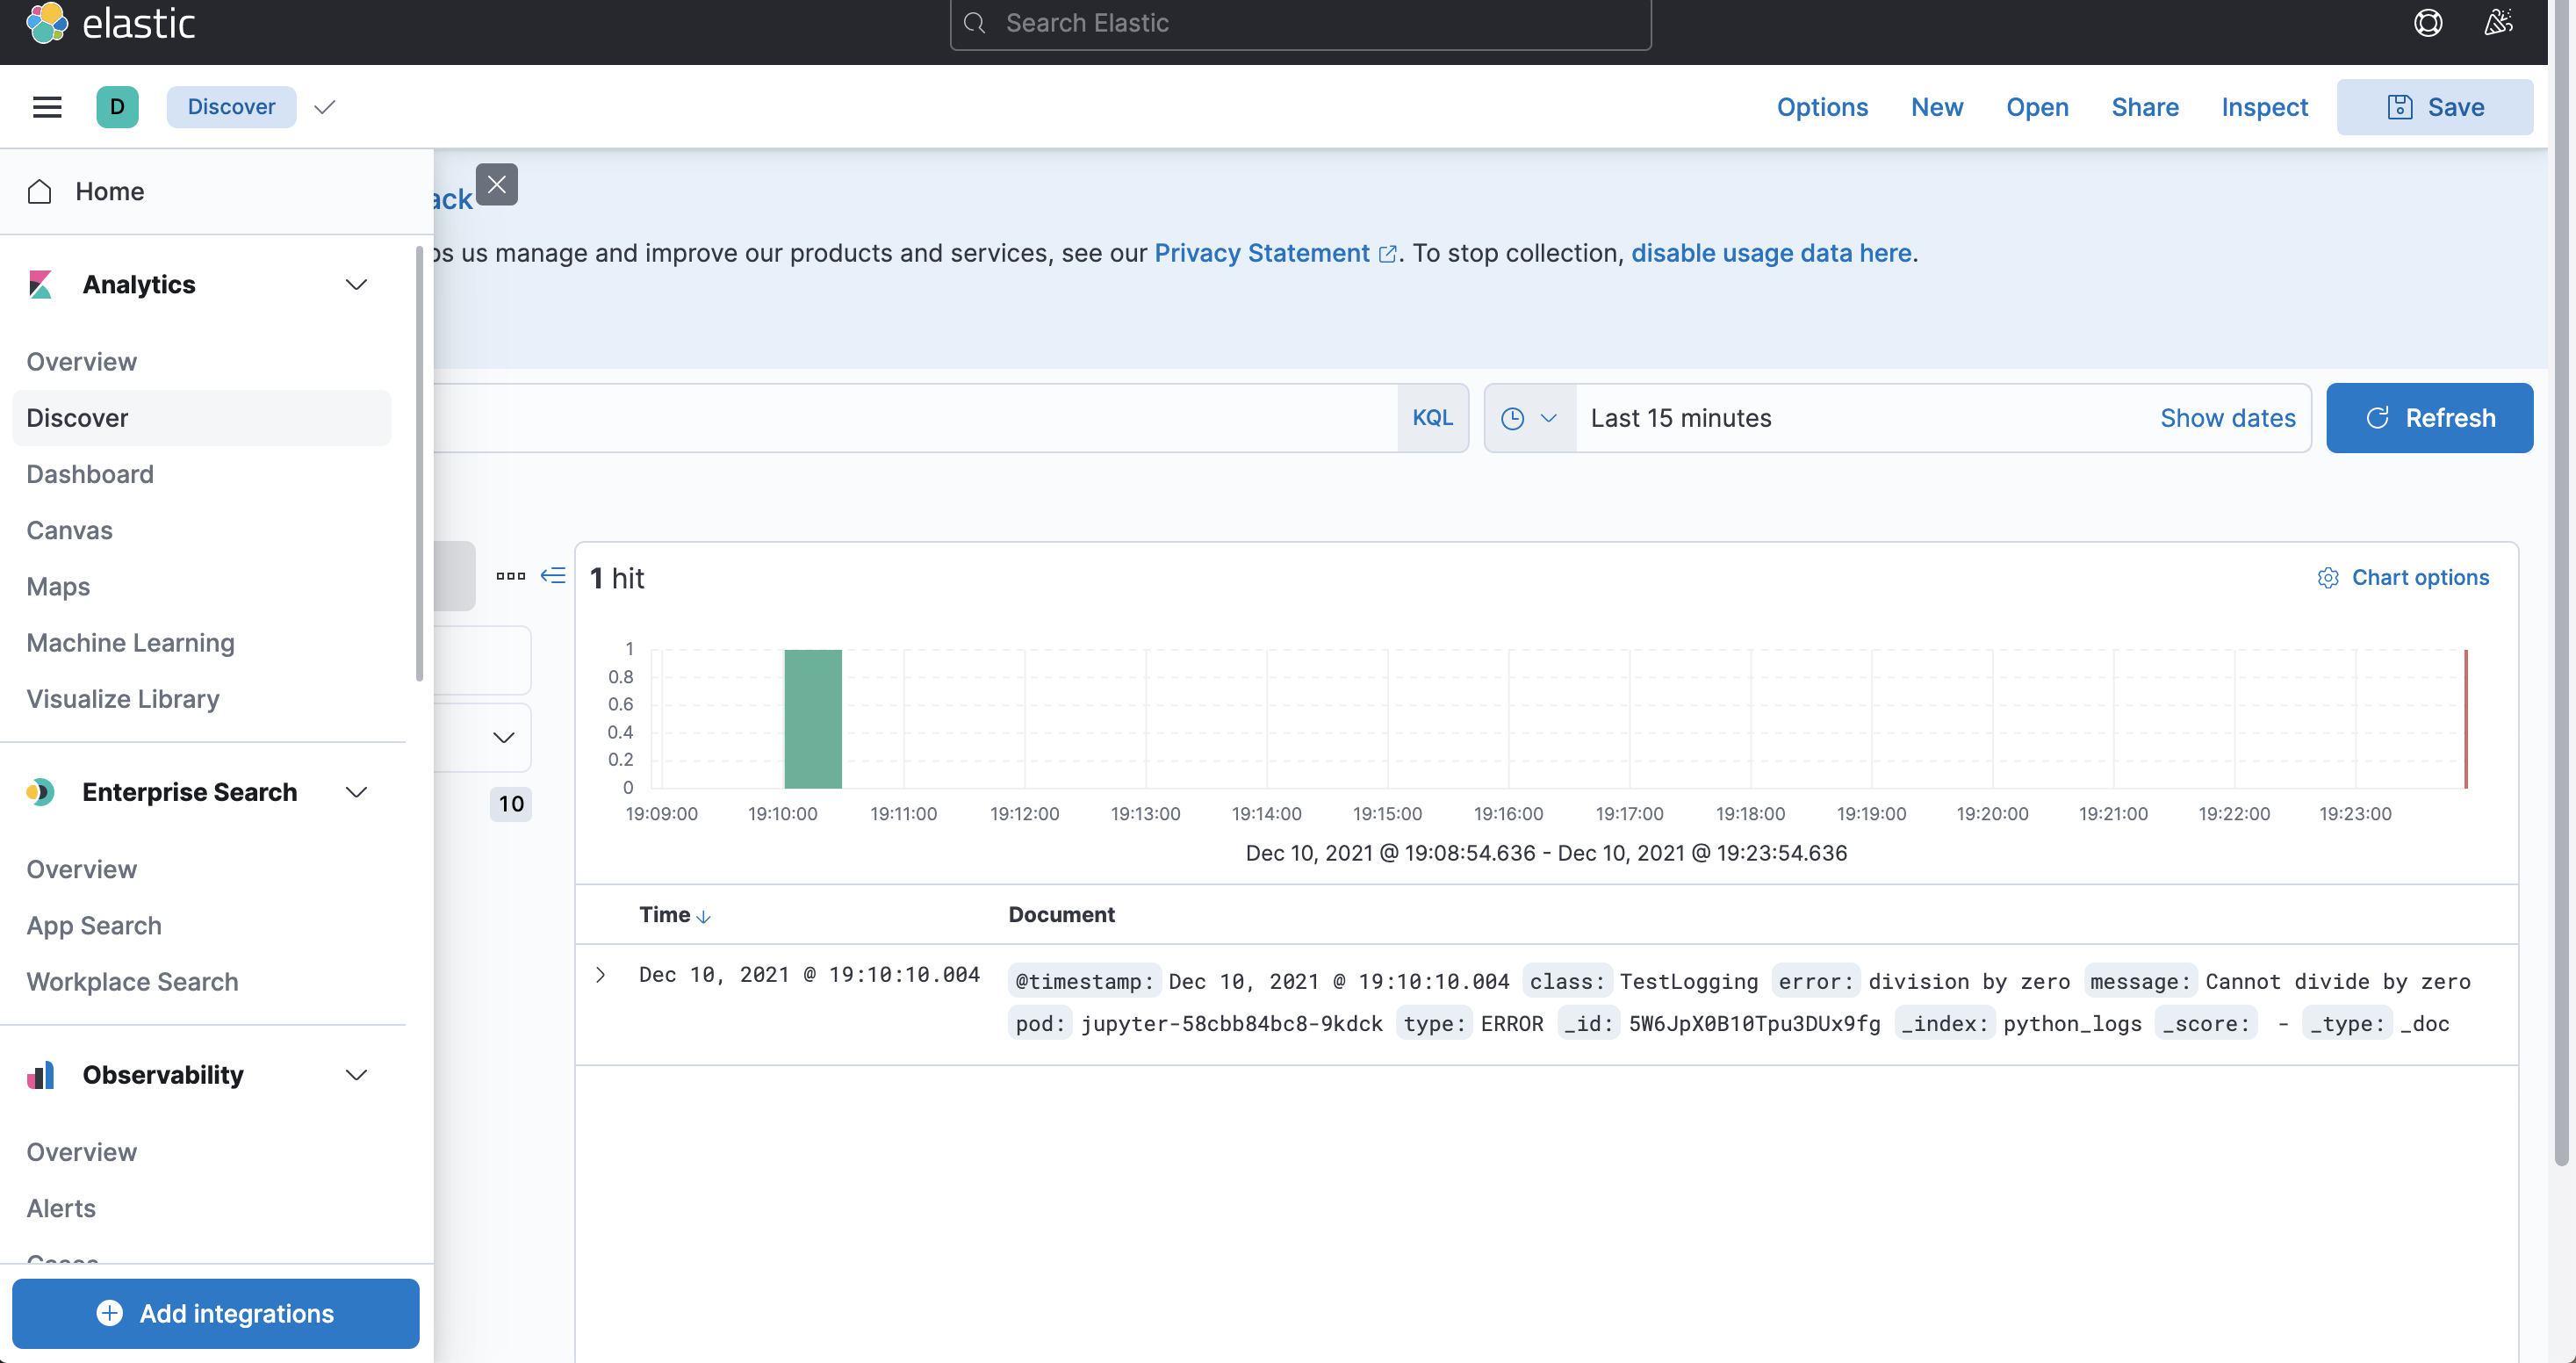 elastic
Search Elastic
D
Discover
Options
New
Open
Share
Inspect
Save
Home
Analytics
Overview
Discover
Dashboard
Canvas
Maps
Machine Learning
Visualize Library
Enterprise Search
Overview
App Search
Workplace Search
Observability
Overview
Alerts
Cases
Add integrations
ack
os us manage and improve our products and services, see our Privacy Statement. To stop collection, disable usage data here.
KQL
Last 15 minutes
Show dates
Refresh
10
1 hit
Chart options
1
0.8
0.6
0.4
0.2
0
19:09:00 19:10:00 19:11:00 19:12:00 19:13:00 19:14:00 19:15:00 19:16:00 19:17:00 19:18:00 19:19:00 19:20:00 19:21:00 19:22:00 19:23:00
Dec 10, 2021 @ 19:08:54.636 - Dec 10, 2021 @ 19:23:54.636
Time Document
Dec 10, 2021 @ 19:10:10.004 @timestamp: Dec 10, 2021 @ 19:10:10.004 class: TestLogging error: division by zero message: Cannot divide by zero
pod: jupyter-58cbb84bc8-9kdck type: ERROR _id: 5W6JpX0B10Tpu3DUx9fg _index: python_logs _score: - _type: _doc